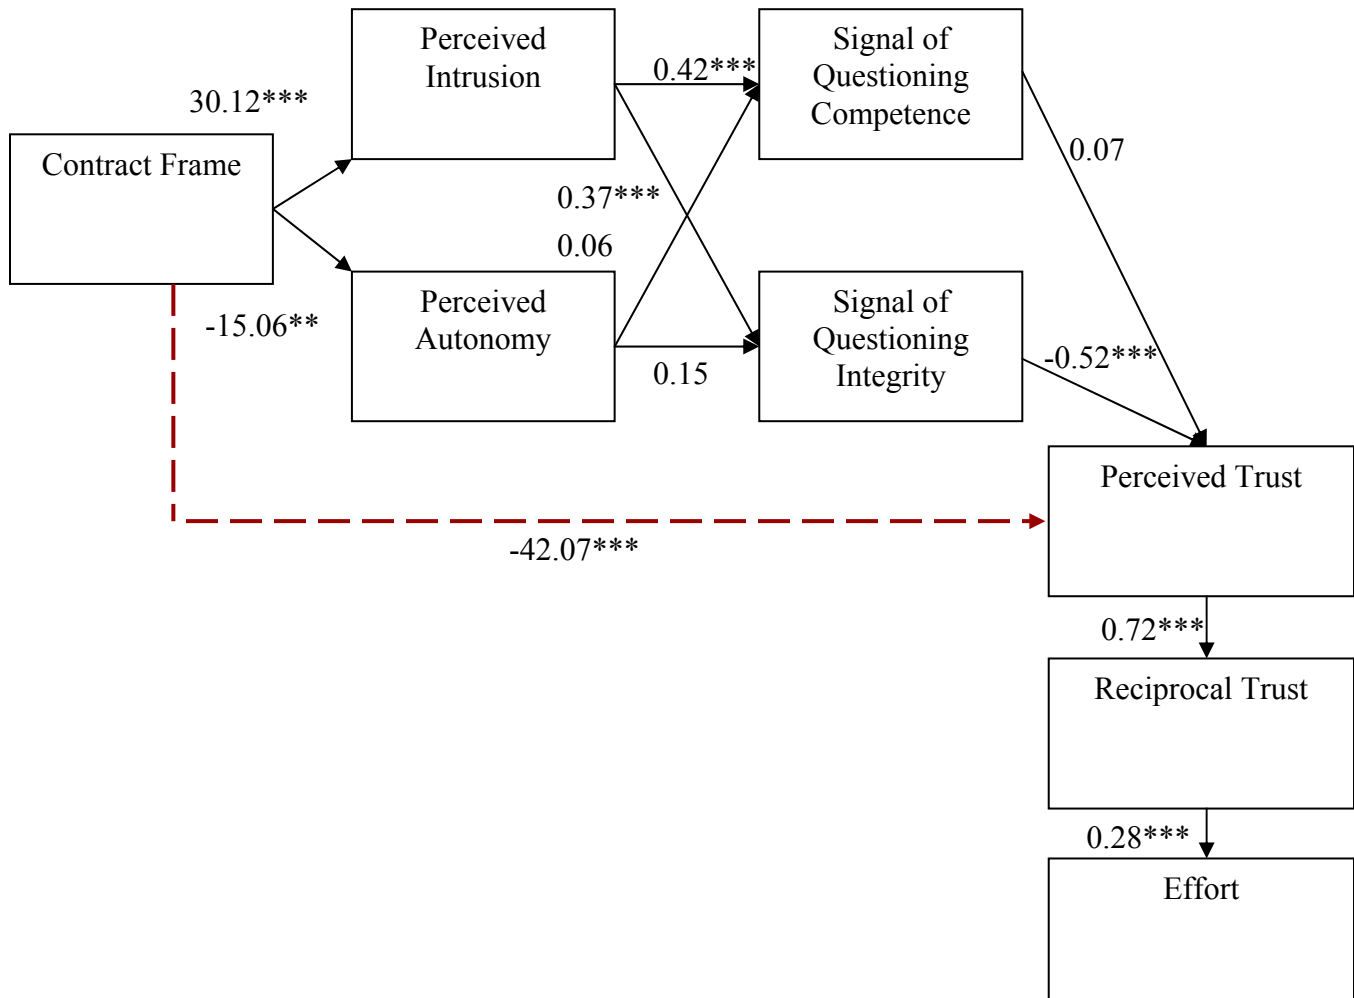 Perceived
Intrusion
Signal of
Questioning
Competence
0.42***
30.12***
Contract Frame
0.07
0.37***
0.06
Perceived
Autonomy
Signal of
Questioning
Integrity
-15.06**
0.15
-0.52***
Perceived Trust
-42.07***
0.72***
Reciprocal Trust
0.28***
Effort